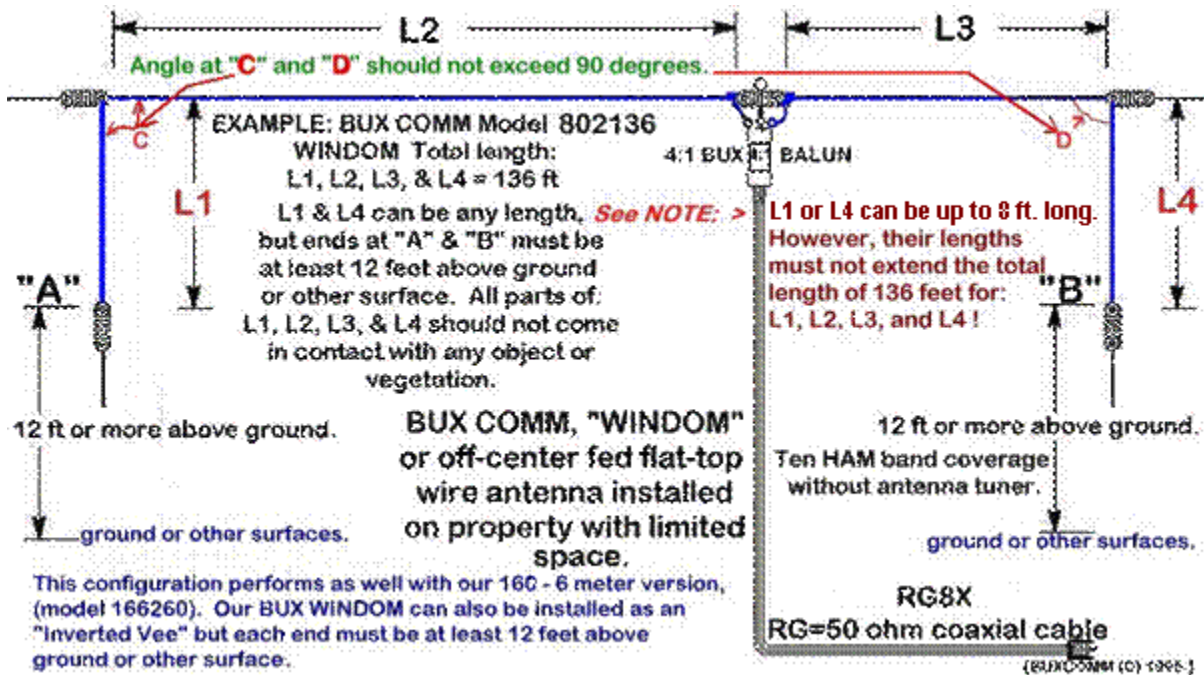 L2
L3
Angle at "C" and "D" should not exceed 90 degrees.
C
D
EXAMPLE: BUX COMM Model 802136
WINDOM Total length:
L1, L2, L3, & L4 = 136 ft
L1 & L4 can be any length,
but ends at "A" & "B" must be
at least 12 feet above ground
or other surface. All parts of:
L1, L2, L3, & L4 should not come
in contact with any object or
vegetation.
4:1 BUX 4:1 BALUN
See NOTE: >
L1 or L4 can be up to 8 ft. long.
However, their lengths
must not extend the total
length of 136 feet for:
L1, L2, L3, and L4 !
L1
L4
"A"
"B"
12 ft or more above ground.
12 ft or more above ground.
BUX COMM, "WINDOM"
or off-center fed flat-top
wire antenna installed
on property with limited
space.
Ten HAM band coverage
without antenna tuner.
ground or other surfaces.
ground or other surfaces.
This configuration performs as well with our 160 - 6 meter version,
(model 166260). Our BUX WINDOM can also be installed as an
"Inverted Vee" but each end must be at least 12 feet above
ground or other surface.
RG8X
RG=50 ohm coaxial cable
(BUXCOMM (C) 1995)